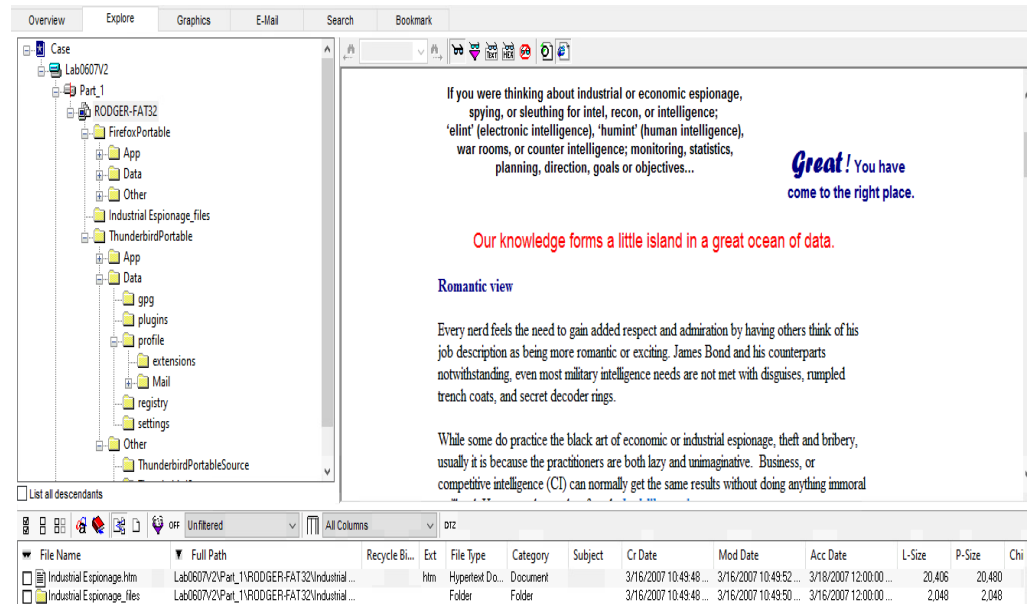 Overview Explore Graphics E-Mail Search Bookmark
Case
Lab0607V2
Part_1
RODGER-FAT32
FirefoxPortable
App
Data
Other
Industrial Espionage_files
ThunderbirdPortable
App
Data
gpg
plugins
profile
extensions
Mail
registry
settings
Other
ThunderbirdPortableSource
List all descendants
TEXT HEX
If you were thinking about industrial or economic espionage,
spying, or sleuthing for intel, recon, or intelligence;
‘elint’ (electronic intelligence), ‘humint’ (human intelligence),
war rooms, or counter intelligence; monitoring, statistics,
planning, direction, goals or objectives...
Great! You have
come to the right place.
Our knowledge forms a little island in a great ocean of data.
Romantic view
Every nerd feels the need to gain added respect and admiration by having others think of his
job description as being more romantic or exciting. James Bond and his counterparts
notwithstanding, even most military intelligence needs are not met with disguises, rumpled
trench coats, and secret decoder rings.
While some do practice the black art of economic or industrial espionage, theft and bribery,
usually it is because the practitioners are both lazy and unimaginative. Business, or
competitive intelligence (CI) can normally get the same results without doing anything immoral
OFF Unfiltered All Columns DTZ
File Name Full Path Recycle Bi... Ext File Type Category Subject Cr Date Mod Date Acc Date L-Size P-Size Chi
Industrial Espionage.htm Lab0607V2\Part_1\RODGER-FAT32\Industrial ... htm Hypertext Do... Document 3/16/2007 10:49:48 ... 3/16/2007 10:49:52 ... 3/18/2007 12:00:00 ... 20,406 20,480
Industrial Espionage_files Lab0607V2\Part_1\RODGER-FAT32\Industrial ... Folder Folder 3/16/2007 10:49:48 ... 3/16/2007 10:49:50 ... 3/16/2007 12:00:00 ... 2,048 2,048